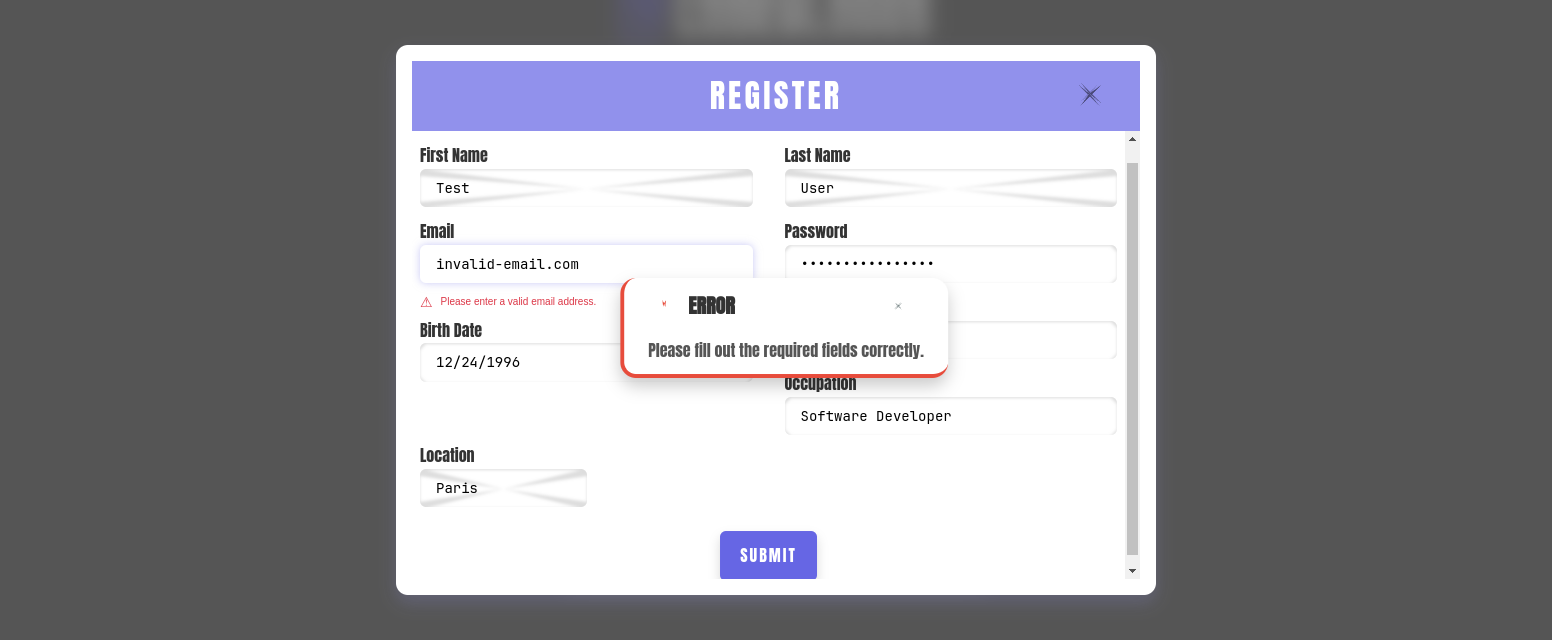 REGISTER
First Name
Last Name
Test
User
Email
Password
invalid-email.com
••••••••••••••••
⚠ Please enter a valid email address.
ERROR
×
Birth Date
Please fill out the required fields correctly.
12/24/1996
Occupation
Software Developer
Location
Paris
SUBMIT